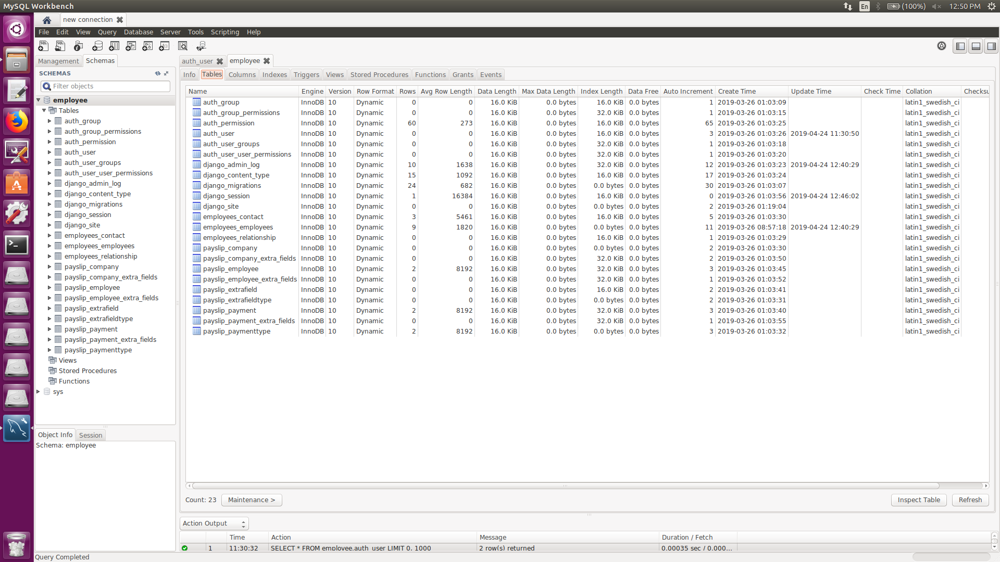 MySQL Workbench
En
(100%)
12:50 PM
new connection
File Edit View Query Database Server Tools Scripting Help
Management Schemas
SCHEMAS
Filter objects
employee
Tables
auth_group
auth_group_permissions
auth_permission
auth_user
auth_user_groups
auth_user_user_permissions
django_admin_log
django_content_type
django_migrations
django_session
django_site
employees_contact
employees_employees
employees_relationship
payslip_company
payslip_company_extra_fields
payslip_employee
payslip_employee_extra_fields
payslip_extrafield
payslip_extrafieldtype
payslip_payment
payslip_payment_extra_fields
payslip_paymenttype
Views
Stored Procedures
Functions
sys
Object Info Session
Schema: employee
auth_user employee
Info Tables Columns Indexes Triggers Views Stored Procedures Functions Grants Events
Name Engine Version Row Format Rows Avg Row Length Data Length Max Data Length Index Length Data Free Auto Increment Create Time Update Time Check Time Collation Checksu
auth_group InnoDB 10 Dynamic 0 0 16.0 KiB 0.0 bytes 16.0 KiB 0.0 bytes 1 2019-03-26 01:03:09 latin1_swedish_ci
auth_group_permissions InnoDB 10 Dynamic 0 0 16.0 KiB 0.0 bytes 32.0 KiB 0.0 bytes 1 2019-03-26 01:03:15 latin1_swedish_ci
auth_permission InnoDB 10 Dynamic 60 273 16.0 KiB 0.0 bytes 16.0 KiB 0.0 bytes 65 2019-03-26 01:03:25 latin1_swedish_ci
auth_user InnoDB 10 Dynamic 0 0 16.0 KiB 0.0 bytes 16.0 KiB 0.0 bytes 3 2019-03-26 01:03:26 2019-04-24 11:30:50 latin1_swedish_ci
auth_user_groups InnoDB 10 Dynamic 0 0 16.0 KiB 0.0 bytes 32.0 KiB 0.0 bytes 1 2019-03-26 01:03:18 latin1_swedish_ci
auth_user_user_permissions InnoDB 10 Dynamic 0 0 16.0 KiB 0.0 bytes 32.0 KiB 0.0 bytes 1 2019-03-26 01:03:20 latin1_swedish_ci
django_admin_log InnoDB 10 Dynamic 10 1638 16.0 KiB 0.0 bytes 32.0 KiB 0.0 bytes 12 2019-03-26 01:03:23 2019-04-24 12:40:29 latin1_swedish_ci
django_content_type InnoDB 10 Dynamic 15 1092 16.0 KiB 0.0 bytes 16.0 KiB 0.0 bytes 17 2019-03-26 01:03:24 latin1_swedish_ci
django_migrations InnoDB 10 Dynamic 24 682 16.0 KiB 0.0 bytes 0.0 bytes 0.0 bytes 30 2019-03-26 01:03:07 latin1_swedish_ci
django_session InnoDB 10 Dynamic 1 16384 16.0 KiB 0.0 bytes 16.0 KiB 0.0 bytes 0 2019-03-26 01:03:56 2019-04-24 12:46:02 latin1_swedish_ci
django_site InnoDB 10 Dynamic 0 0 16.0 KiB 0.0 bytes 0.0 bytes 0.0 bytes 2 2019-03-26 01:19:04 latin1_swedish_ci
employees_contact InnoDB 10 Dynamic 3 5461 16.0 KiB 0.0 bytes 16.0 KiB 0.0 bytes 5 2019-03-26 01:03:30 latin1_swedish_ci
employees_employees InnoDB 10 Dynamic 9 1820 16.0 KiB 0.0 bytes 0.0 bytes 0.0 bytes 11 2019-03-26 08:57:18 2019-04-24 12:40:29 latin1_swedish_ci
employees_relationship InnoDB 10 Dynamic 0 0 16.0 KiB 0.0 bytes 16.0 KiB 0.0 bytes 1 2019-03-26 01:03:29 latin1_swedish_ci
payslip_company InnoDB 10 Dynamic 0 0 16.0 KiB 0.0 bytes 0.0 bytes 0.0 bytes 2 2019-03-26 01:03:30 latin1_swedish_ci
payslip_company_extra_fields InnoDB 10 Dynamic 0 0 16.0 KiB 0.0 bytes 32.0 KiB 0.0 bytes 2 2019-03-26 01:03:50 latin1_swedish_ci
payslip_employee InnoDB 10 Dynamic 2 8192 16.0 KiB 0.0 bytes 32.0 KiB 0.0 bytes 3 2019-03-26 01:03:45 latin1_swedish_ci
payslip_employee_extra_fields InnoDB 10 Dynamic 0 0 16.0 KiB 0.0 bytes 32.0 KiB 0.0 bytes 1 2019-03-26 01:03:52 latin1_swedish_ci
payslip_extrafield InnoDB 10 Dynamic 0 0 16.0 KiB 0.0 bytes 16.0 KiB 0.0 bytes 2 2019-03-26 01:03:41 latin1_swedish_ci
payslip_extrafieldtype InnoDB 10 Dynamic 0 0 16.0 KiB 0.0 bytes 0.0 bytes 0.0 bytes 2 2019-03-26 01:03:31 latin1_swedish_ci
payslip_payment InnoDB 10 Dynamic 2 8192 16.0 KiB 0.0 bytes 32.0 KiB 0.0 bytes 3 2019-03-26 01:03:40 latin1_swedish_ci
payslip_payment_extra_fields InnoDB 10 Dynamic 0 0 16.0 KiB 0.0 bytes 32.0 KiB 0.0 bytes 1 2019-03-26 01:03:55 latin1_swedish_ci
payslip_paymenttype InnoDB 10 Dynamic 2 8192 16.0 KiB 0.0 bytes 0.0 bytes 0.0 bytes 3 2019-03-26 01:03:32 latin1_swedish_ci
Count: 23 Maintenance > Inspect Table Refresh
Action Output
Time Action Message Duration / Fetch
1 11:30:32 SELECT * FROM employee.auth_user LIMIT 0, 1000 2 row(s) returned 0.00035 sec / 0.000...
Query Completed